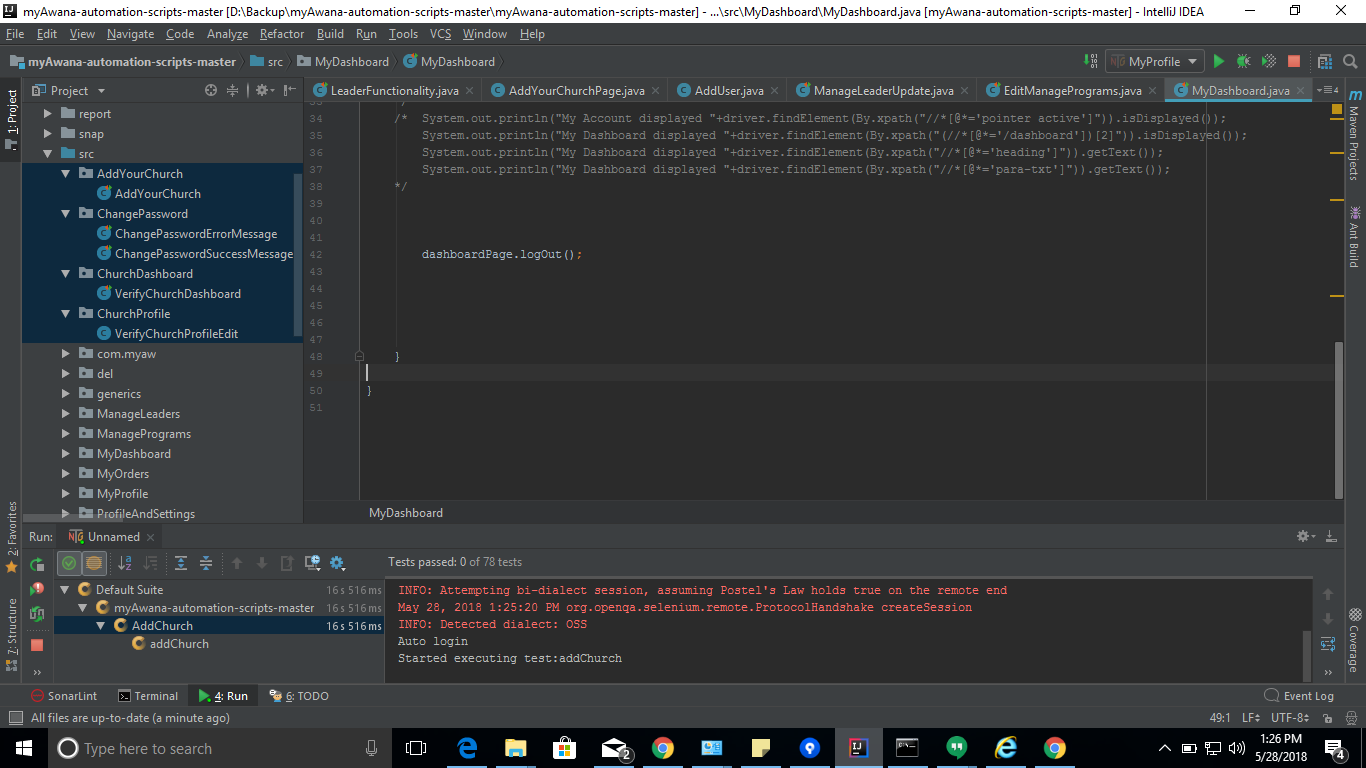 myAwana-automation-scripts-master [D:\Backup\myAwana-automation-scripts-master\myAwana-automation-scripts-master] - ...\src\MyDashboard\MyDashboard.java [myAwana-automation-scripts-master] - IntelliJ IDEA
File Edit View Navigate Code Analyze Refactor Build Run Tools VCS Window Help
myAwana-automation-scripts-master src MyDashboard MyDashboard MyProfile
1: Project
Project
LeaderFunctionality.java AddYourChurchPage.java AddUser.java ManageLeaderUpdate.java EditManagePrograms.java MyDashboard.java 4
report
snap
src
AddYourChurch
AddYourChurch
ChangePassword
ChangePasswordErrorMessage
ChangePasswordSuccessMessage
ChurchDashboard
VerifyChurchDashboard
ChurchProfile
VerifyChurchProfileEdit
com.myaw
del
generics
ManageLeaders
ManagePrograms
MyDashboard
MyOrders
MyProfile
ProfileAndSettings
33 */
34 /* System.out.println("My Account displayed "+driver.findElement(By.xpath("//*[@*='pointer active']")).isDisplayed());
35 System.out.println("My Dashboard displayed "+driver.findElement(By.xpath("(//*[@*='/dashboard'])[2]")).isDisplayed());
36 System.out.println("My Dashboard displayed "+driver.findElement(By.xpath("//*[@*='heading']")).getText());
37 System.out.println("My Dashboard displayed "+driver.findElement(By.xpath("//*[@*='para-txt']")).getText());
38 */
39
40
41
42 dashboardPage.logOut();
43
44
45
46
47
48 }
49
50 }
51
MyDashboard
Maven Projects
Ant Build
2: Favorites
7: Structure
Coverage
Run: Unnamed
Tests passed: 0 of 78 tests
Default Suite 16 s 516 ms
myAwana-automation-scripts-master 16 s 516 ms
AddChurch 16 s 516 ms
addChurch
INFO: Attempting bi-dialect session, assuming Postel's Law holds true on the remote end
May 28, 2018 1:25:20 PM org.openqa.selenium.remote.ProtocolHandshake createSession
INFO: Detected dialect: OSS
Auto login
Started executing test:addChurch
SonarLint Terminal 4: Run 6: TODO Event Log
All files are up-to-date (a minute ago) 49:1 LF UTF-8
Type here to search 2 1:26 PM
5/28/2018 4